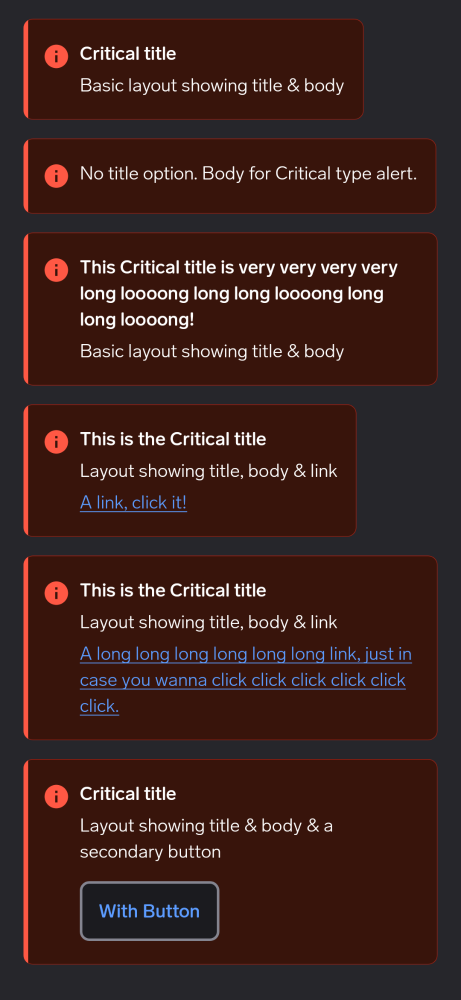 Critical title
Basic layout showing title & body
No title option. Body for Critical type alert.
This Critical title is very very very very
long loooong long long loooong long
long loooong!
Basic layout showing title & body
This is the Critical title
Layout showing title, body & link
A link, click it!
This is the Critical title
Layout showing title, body & link
A long long long long long long link, just in
case you wanna click click click click click
click.
Critical title
Layout showing title & body & a
secondary button
With Button